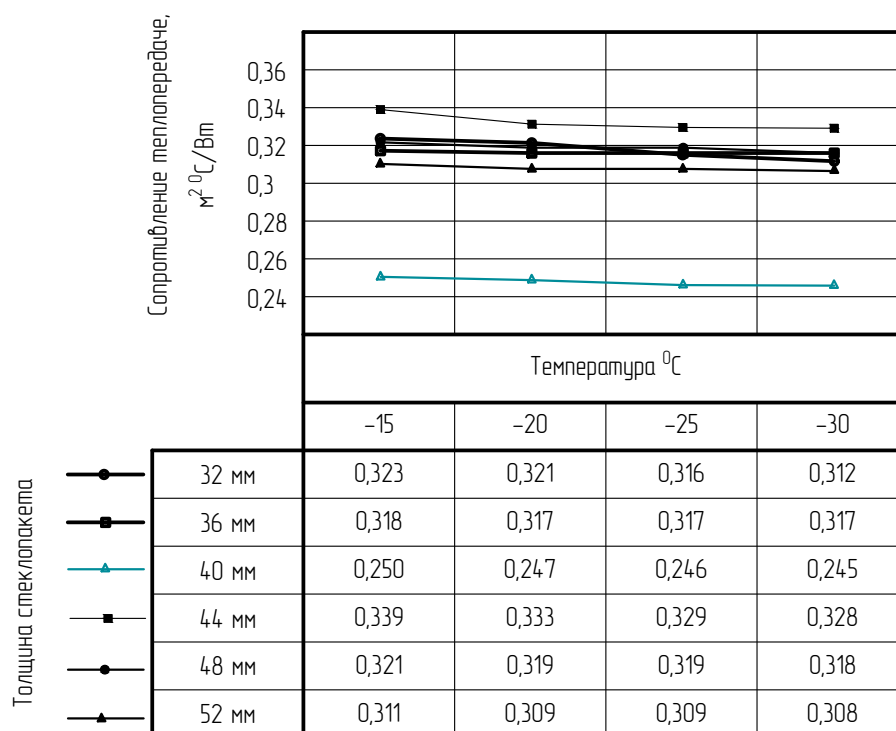 Сопротивление теплопередаче,
м² ⁰С/Вт
0,36
0,34
0,32
0,3
0,28
0,26
0,24
Температура ⁰С
–15 –20 –25 –30
Толщина стеклопакета
32 мм 0,323 0,321 0,316 0,312
36 мм 0,318 0,317 0,317 0,317
40 мм 0,250 0,247 0,246 0,245
44 мм 0,339 0,333 0,329 0,328
48 мм 0,321 0,319 0,319 0,318
52 мм 0,311 0,309 0,309 0,308